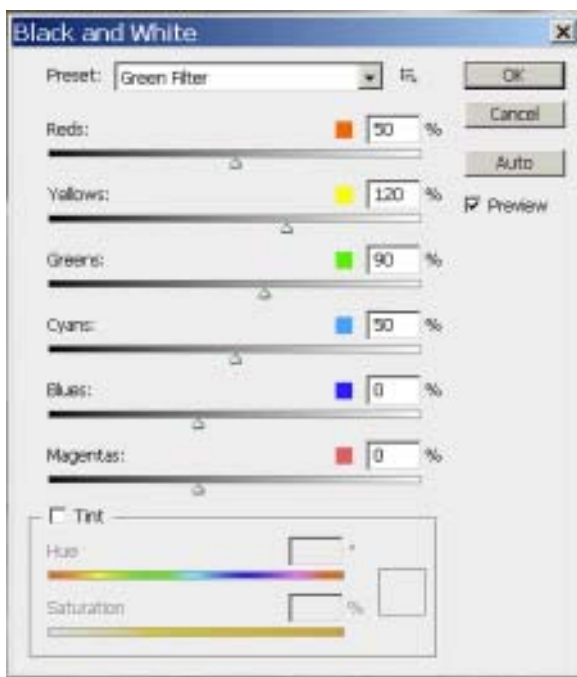 Black and White
Preset: Green Filter
OK
Cancel
Auto
Preview
Reds: 50 %
Yellows: 120 %
Greens: 90 %
Cyans: 50 %
Blues: 0 %
Magentas: 0 %
Tint
Hue °
Saturation %